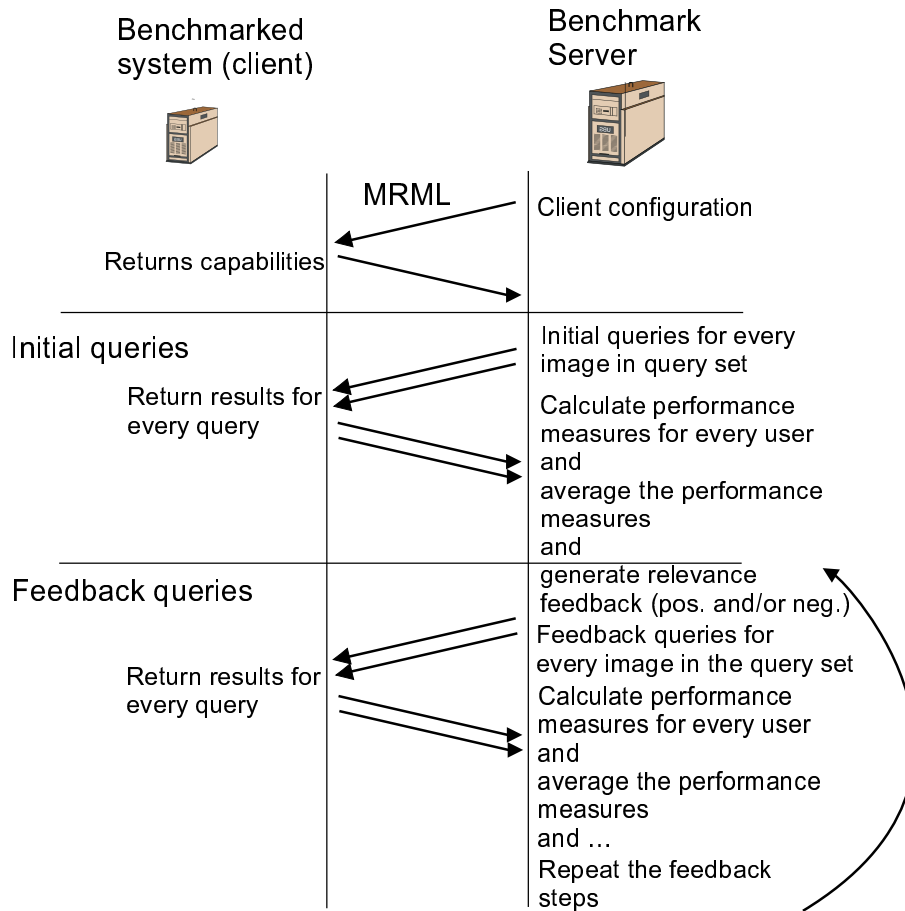 Benchmarked
system (client)
Benchmark
Server
MRML
Client configuration
Returns capabilities
Initial queries
Initial queries for every
image in query set
Return results for
every query
Calculate performance
measures for every user
and
average the performance
measures
and
generate relevance
feedback (pos. and/or neg.)
Feedback queries
Feedback queries for
every image in the query set
Return results for
every query
Calculate performance
measures for every user
and
average the performance
measures
and …
Repeat the feedback
steps